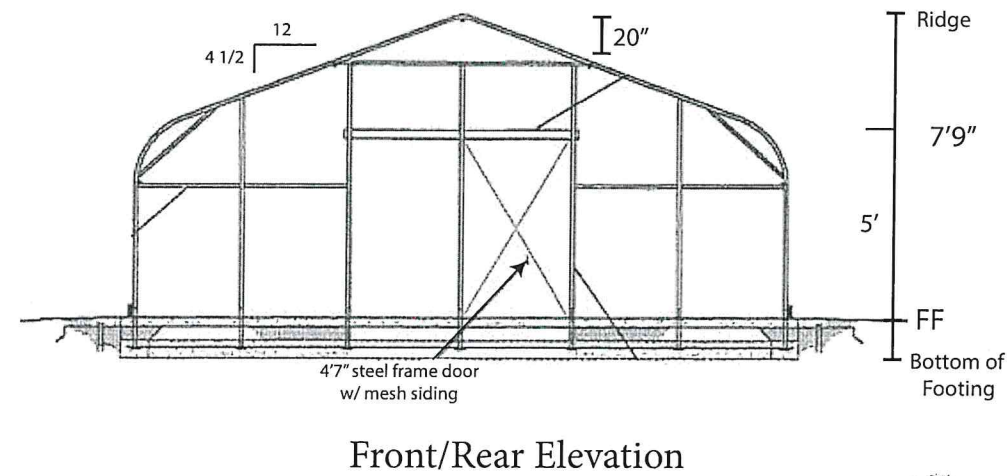 12
4 1/2
20”
Ridge
7’9”
5’
FF
Bottom of
Footing
4’7” steel frame door
w/ mesh siding
Front/Rear Elevation